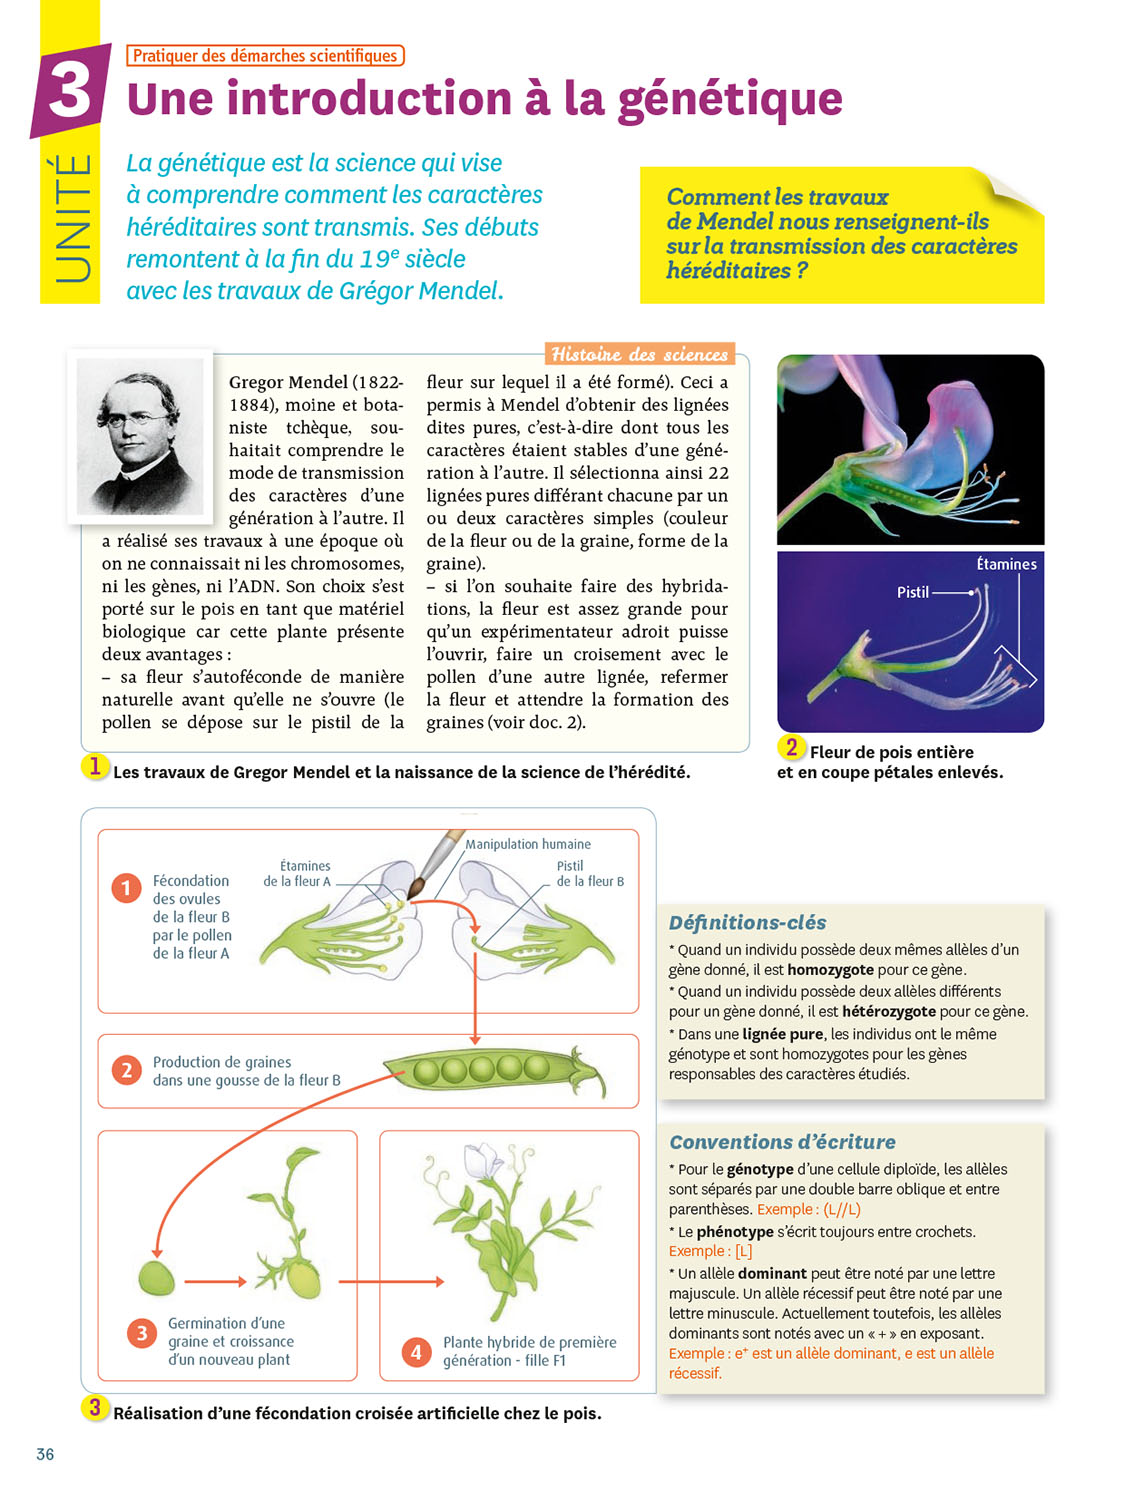 Pratiquer des démarches scientifiques
3
UNITÉ
Une introduction à la génétique
La génétique est la science qui vise
à comprendre comment les caractères
héréditaires sont transmis. Ses débuts
remontent à la fin du 19e siècle
avec les travaux de Grégor Mendel.
Comment les travaux
de Mendel nous renseignent-ils
sur la transmission des caractères
héréditaires ?
Histoire des sciences
Gregor Mendel (1822-
1884), moine et bota-
niste tchèque, sou-
haitait comprendre le
mode de transmission
des caractères d'une
génération à l'autre. Il
a réalisé ses travaux à une époque où
on ne connaissait ni les chromosomes,
ni les gènes, ni l'ADN. Son choix s'est
porté sur le pois en tant que matériel
biologique car cette plante présente
deux avantages :
– sa fleur s'autoféconde de manière
naturelle avant qu'elle ne s'ouvre (le
pollen se dépose sur le pistil de la
fleur sur lequel il a été formé). Ceci a
permis à Mendel d'obtenir des lignées
dites pures, c'est-à-dire dont tous les
caractères étaient stables d'une géné-
ration à l'autre. Il sélectionna ainsi 22
lignées pures différant chacune par un
ou deux caractères simples (couleur
de la fleur ou de la graine, forme de la
graine).
– si l'on souhaite faire des hybrida-
tions, la fleur est assez grande pour
qu'un expérimentateur adroit puisse
l'ouvrir, faire un croisement avec le
pollen d'une autre lignée, refermer
la fleur et attendre la formation des
graines (voir doc. 2).
1 Les travaux de Gregor Mendel et la naissance de la science de l'hérédité.
Étamines
Pistil
2 Fleur de pois entière
et en coupe pétales enlevés.
1
Fécondation
des ovules
de la fleur B
par le pollen
de la fleur A
Étamines
de la fleur A
Manipulation humaine
Pistil
de la fleur B
2
Production de graines
dans une gousse de la fleur B
3
Germination d'une
graine et croissance
d'un nouveau plant
4
Plante hybride de première
génération - fille F1
3 Réalisation d'une fécondation croisée artificielle chez le pois.
Définitions-clés
* Quand un individu possède deux mêmes allèles d'un
gène donné, il est homozygote pour ce gène.
* Quand un individu possède deux allèles différents
pour un gène donné, il est hétérozygote pour ce gène.
* Dans une lignée pure, les individus ont le même
génotype et sont homozygotes pour les gènes
responsables des caractères étudiés.
Conventions d'écriture
* Pour le génotype d'une cellule diploïde, les allèles
sont séparés par une double barre oblique et entre
parenthèses. Exemple : (L//L)
* Le phénotype s'écrit toujours entre crochets.
Exemple : [L]
* Un allèle dominant peut être noté par une lettre
majuscule. Un allèle récessif peut être noté par une
lettre minuscule. Actuellement toutefois, les allèles
dominants sont notés avec un « + » en exposant.
Exemple : e+ est un allèle dominant, e est un allèle
récessif.
36